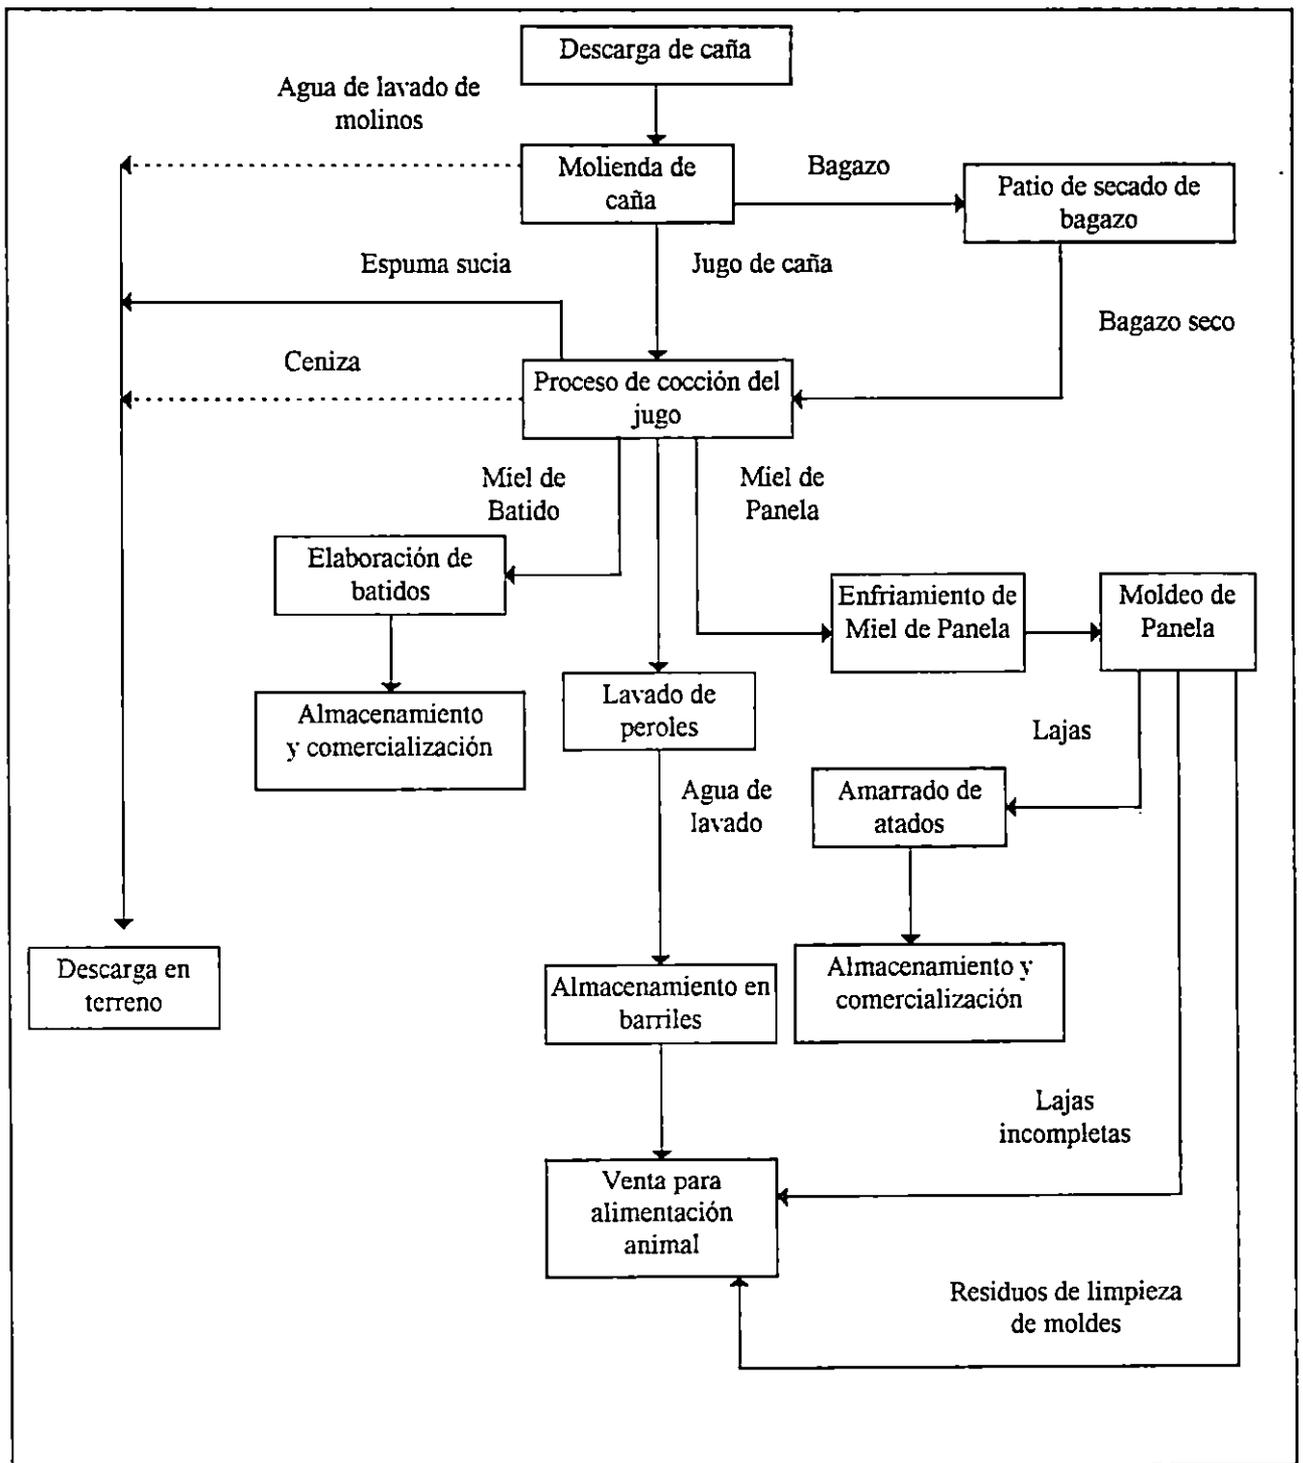 Descarga de caña
Agua de lavado de
molinos
Molienda de
caña
Bagazo
Patio de secado de
bagazo
Espuma sucia
Jugo de caña
Bagazo seco
Ceniza
Proceso de cocción del
jugo
Miel de
Batido
Miel de
Panela
Elaboración de
batidos
Enfriamiento de
Miel de Panela
Moldeo de
Panela
Almacenamiento
y comercialización
Lavado de
peroles
Lajas
Agua de
lavado
Amarrado de
atados
Descarga en
terreno
Almacenamiento en
barriles
Almacenamiento y
comercialización
Lajas
incompletas
Venta para
alimentación
animal
Residuos de limpieza
de moldes